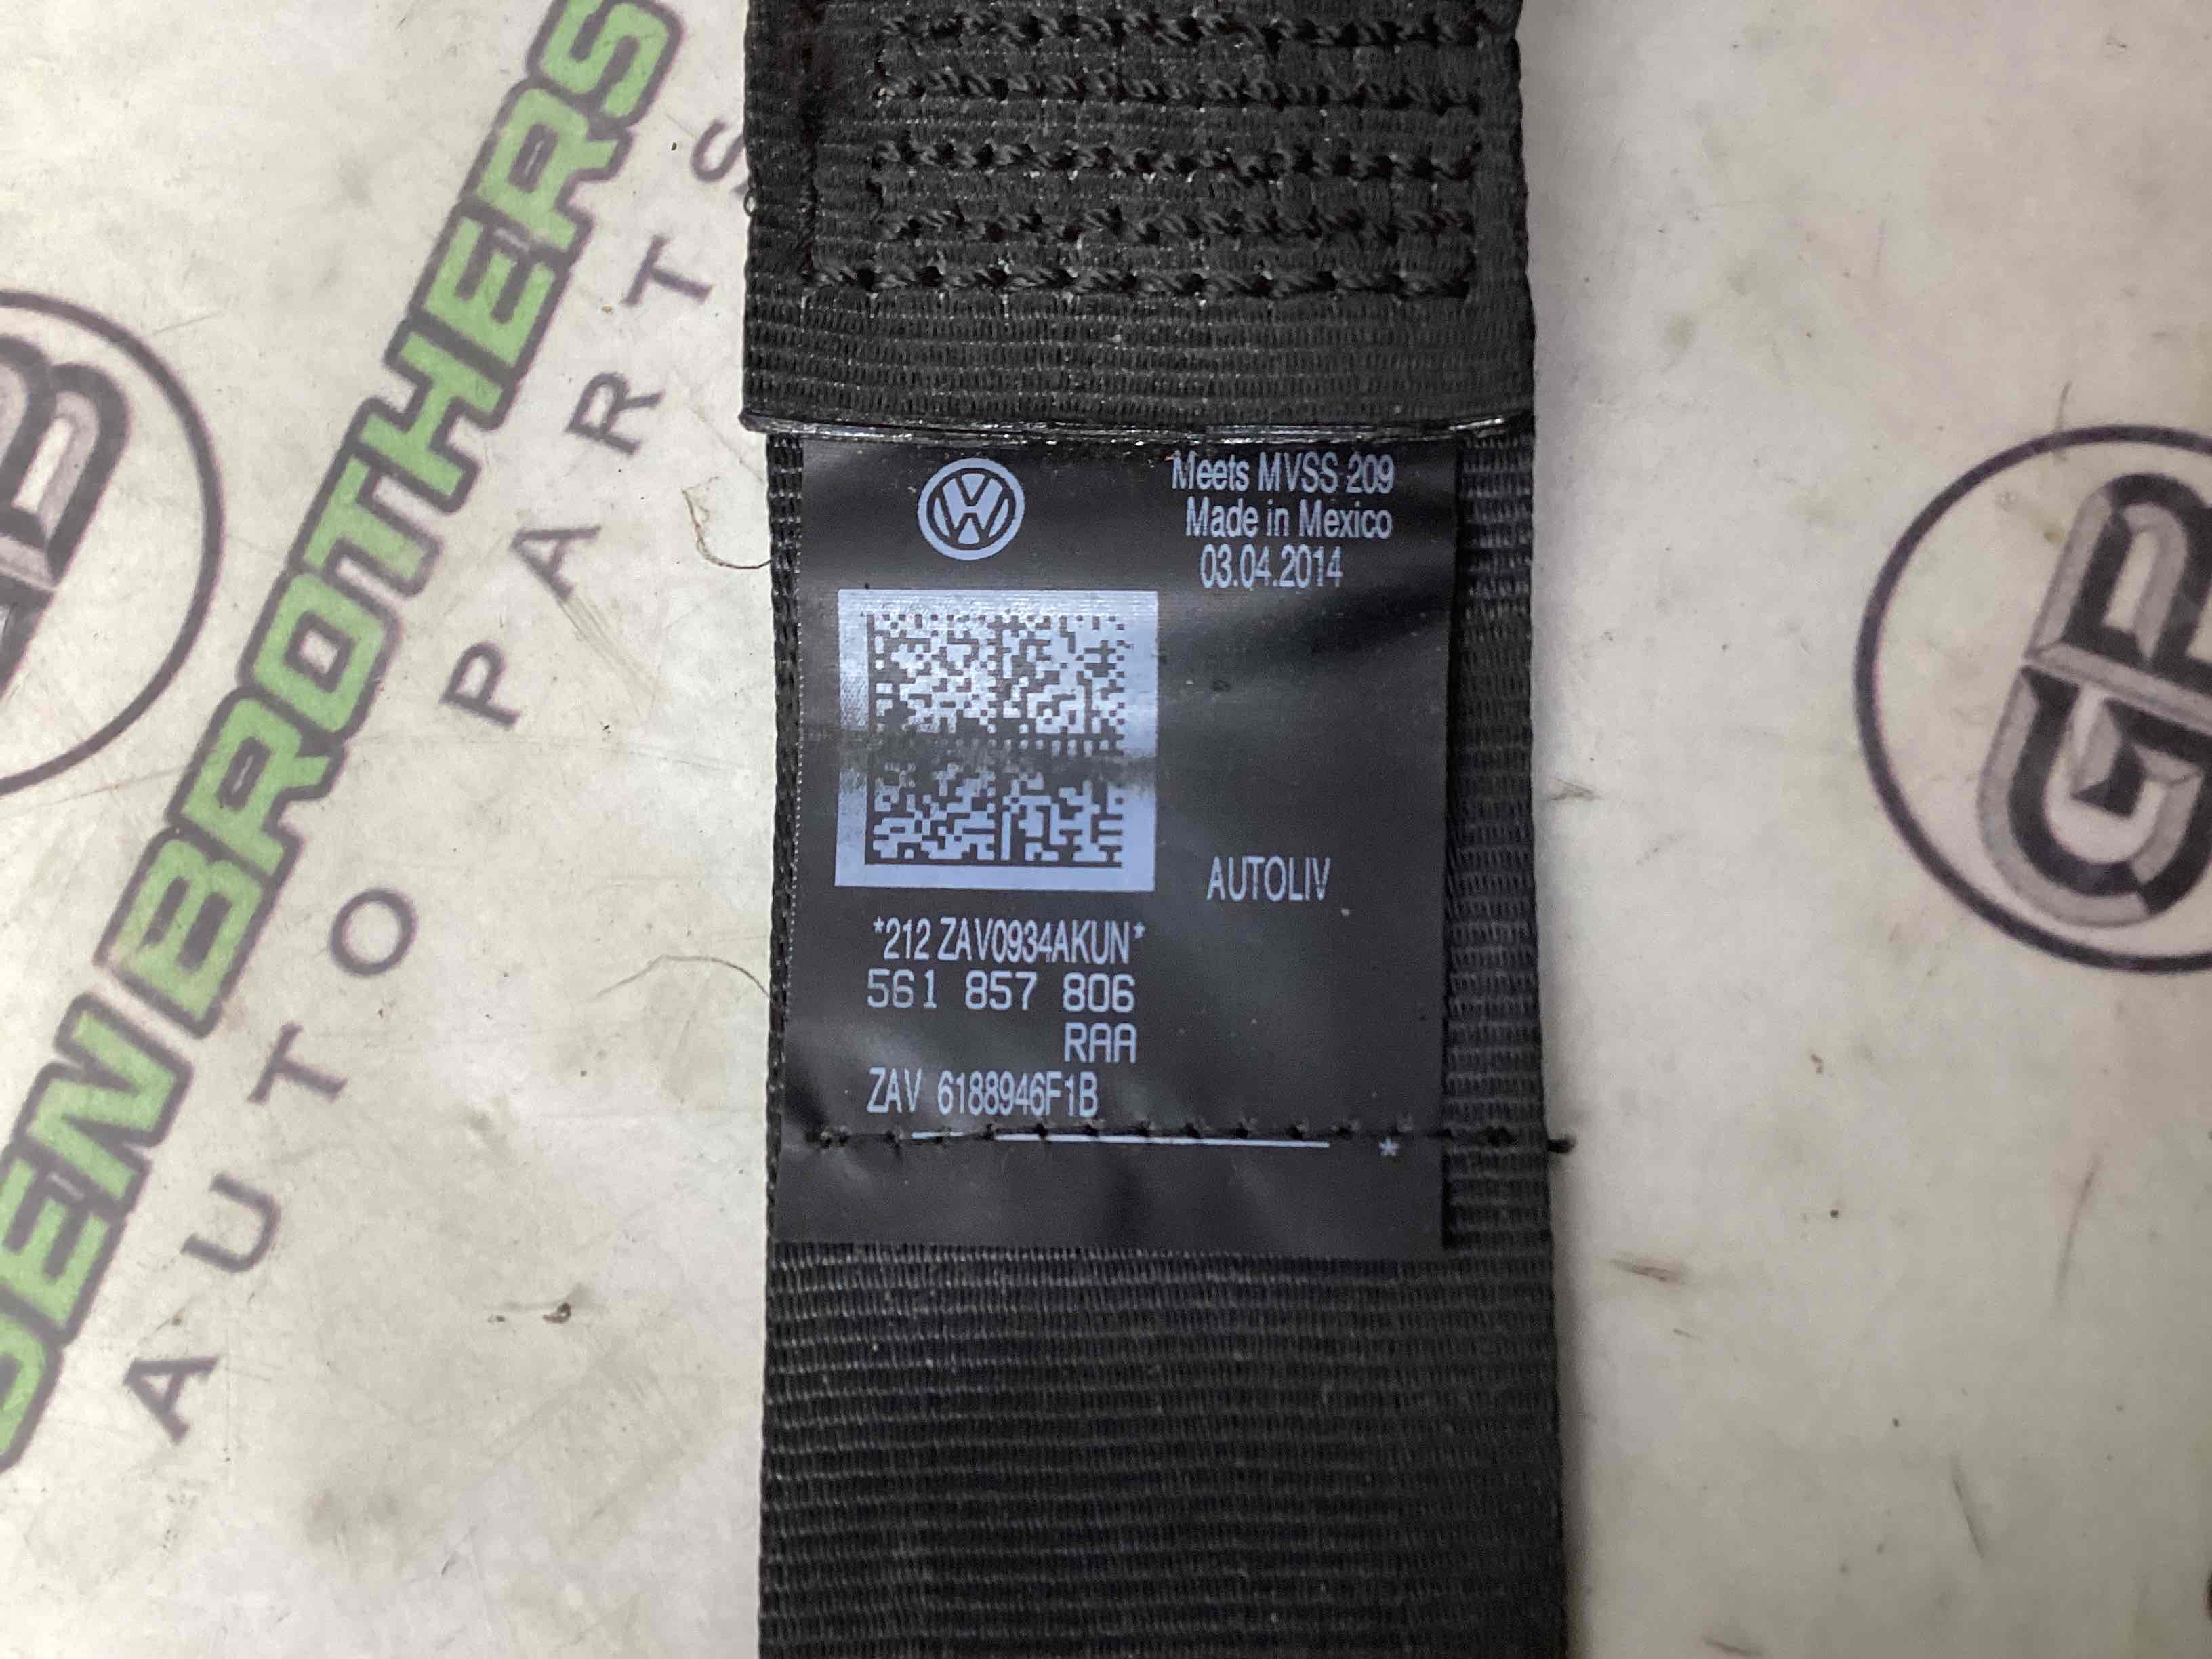 Meets MVSS 209
Made in Mexico
03.04.2014
AUTOLIV
*212 ZAV0934AKUN*
561 857 806
RAA
ZAV 6188946F1B
*
BROTHERS
AUTO PARTS